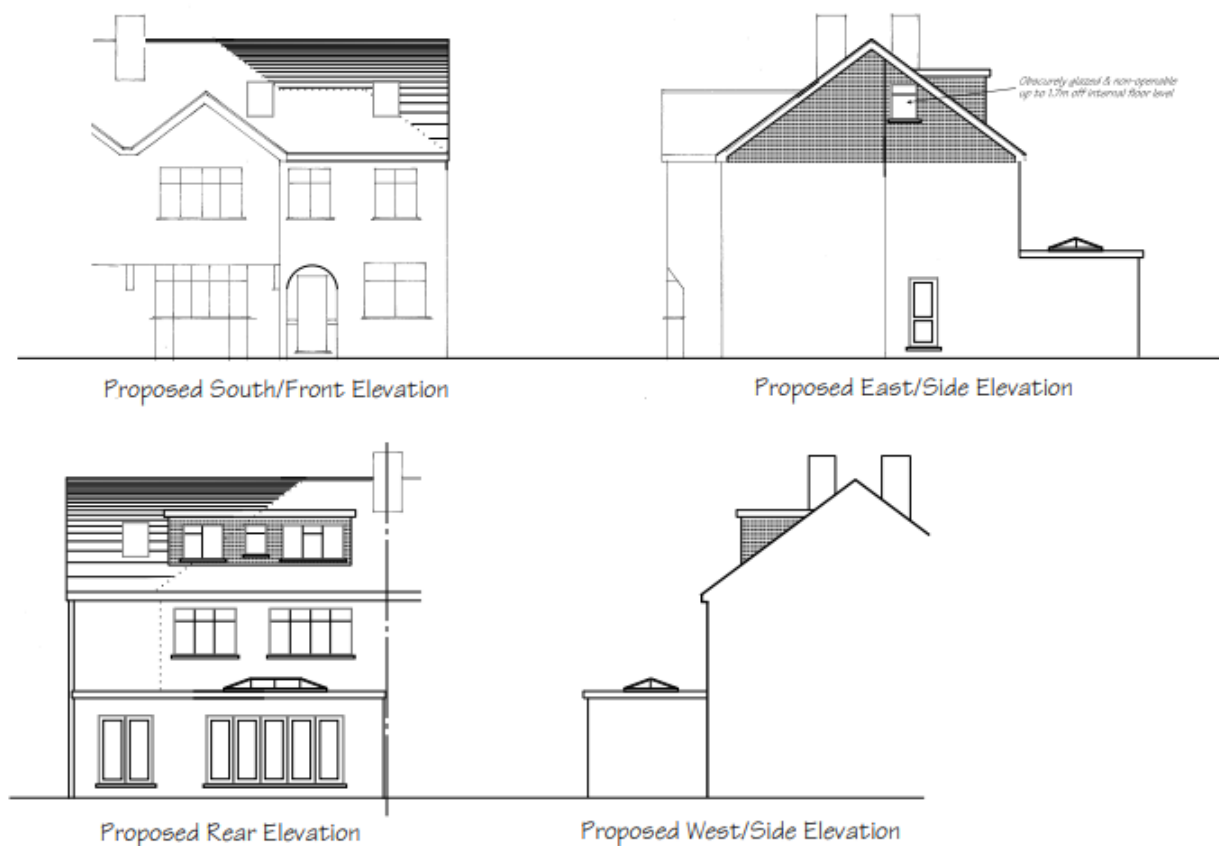 Obscurely glazed & non-openable
up to 1.7m off internal floor level
Proposed South/Front Elevation
Proposed East/Side Elevation
Proposed Rear Elevation
Proposed West/Side Elevation